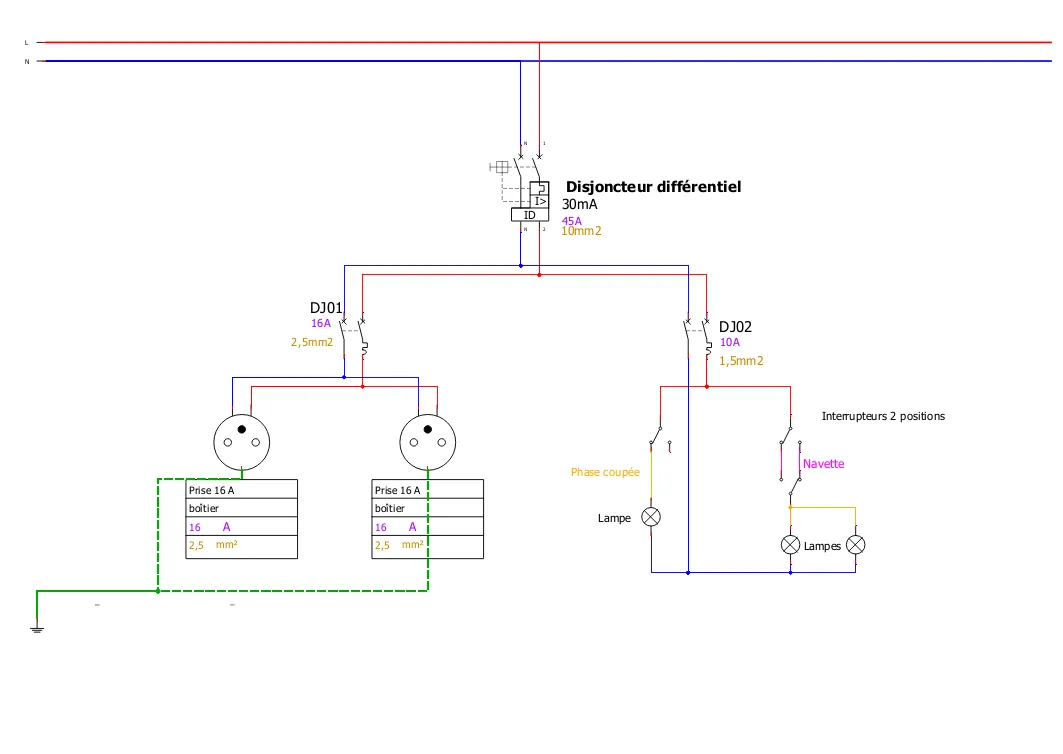 L
N
N 1
Disjoncteur différentiel
I>
30mA
ID
45A
N 2
10mm2
DJ01
16A
2,5mm2
DJ02
10A
1,5mm2
Interrupteurs 2 positions
Navette
Phase coupée
Prise 16 A
boîtier
16 A
2,5 mm²
Prise 16 A
boîtier
16 A
2,5 mm²
Lampe
Lampes